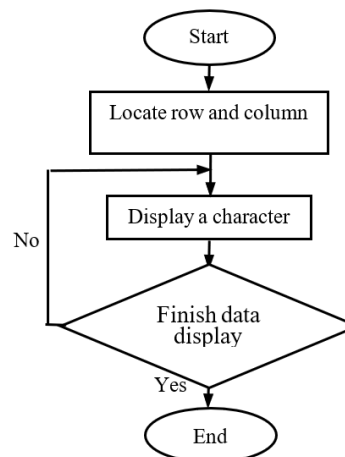 Start
Locate row and column
Display a character
No
Finish data
display
Yes
End